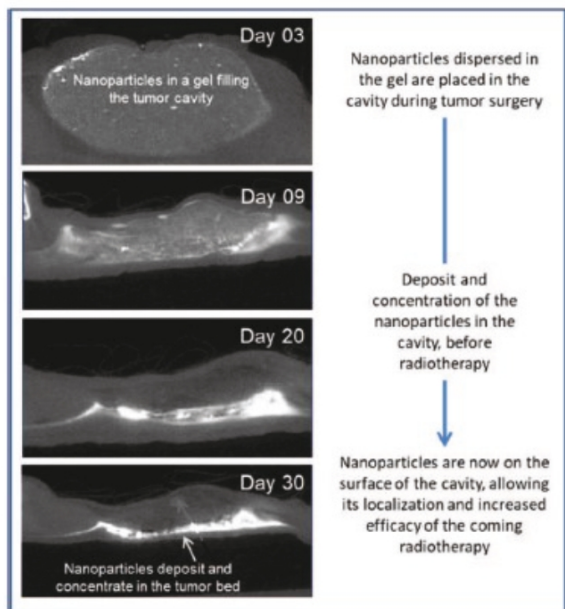 Day 03
Nanoparticles in a gel filling
the tumor cavity
Nanoparticles dispersed in
the gel are placed in the
cavity during tumor surgery
Day 09
Deposit and
concentration of the
nanoparticles in the
cavity, before
radiotherapy
Day 20
Nanoparticles are now on the
surface of the cavity, allowing
its localization and increased
efficacy of the coming
radiotherapy
Day 30
Nanoparticles deposit and
concentrate in the tumor bed